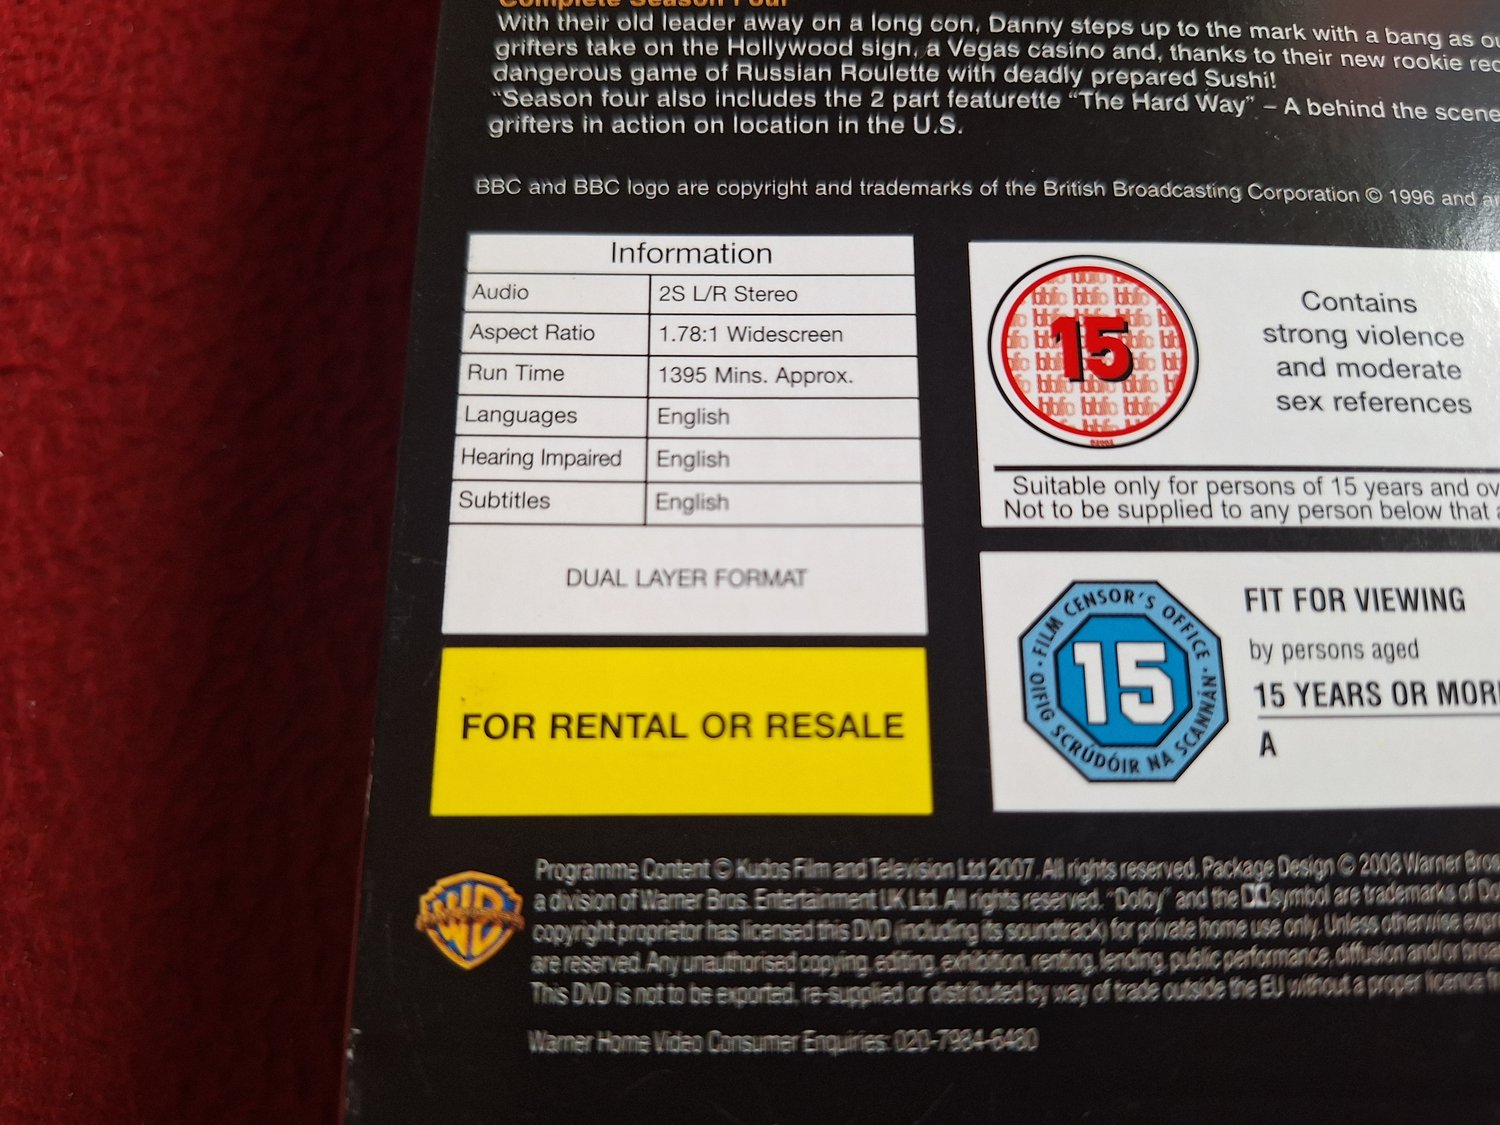 Complete Season Four
With their old leader away on a long con, Danny steps up to the mark with a bang as
grifters take on the Hollywood sign, a Vegas casino and, thanks to their new rookie
dangerous game of Russian Roulette with deadly prepared Sushi!
"Season four also includes the 2 part featurette “The Hard Way” – A behind the scene
grifters in action on location in the U.S.
BBC and BBC logo are copyright and trademarks of the British Broadcasting Corporation © 1996 and
Information
Audio 2S L/R Stereo
Aspect Ratio 1.78:1 Widescreen
Run Time 1395 Mins. Approx.
Languages English
Hearing Impaired English
Subtitles English
DUAL LAYER FORMAT
FOR RENTAL OR RESALE
15
Contains
strong violence
and moderate
sex references
Suitable only for persons of 15 years and
Not to be supplied to any person below that
FILM CENSOR'S OFFICE
15
OIFIG SCRÚDÓIR NA SCANNÁN
FIT FOR VIEWING
by persons aged
15 YEARS OR MOR
A
WB
Programme Content © Kudos Film and Television Ltd 2007. All rights reserved. Package Design © 2008 Warner Bros
a division of Warner Bros. Entertainment UK Ltd. All rights reserved. “Dolby” and the symbol are trademarks of
copyright proprietor has licensed this DVD (including its soundtrack) for private home use only. Unless otherwise
are reserved. Any unauthorised copying, editing, exhibition, renting, lending, public performance, diffusion and/or
This DVD is not to be exported, re-supplied or distributed by way of trade outside the EU without a proper licence
Warner Home Video Consumer Enquiries: 020-7984-6480